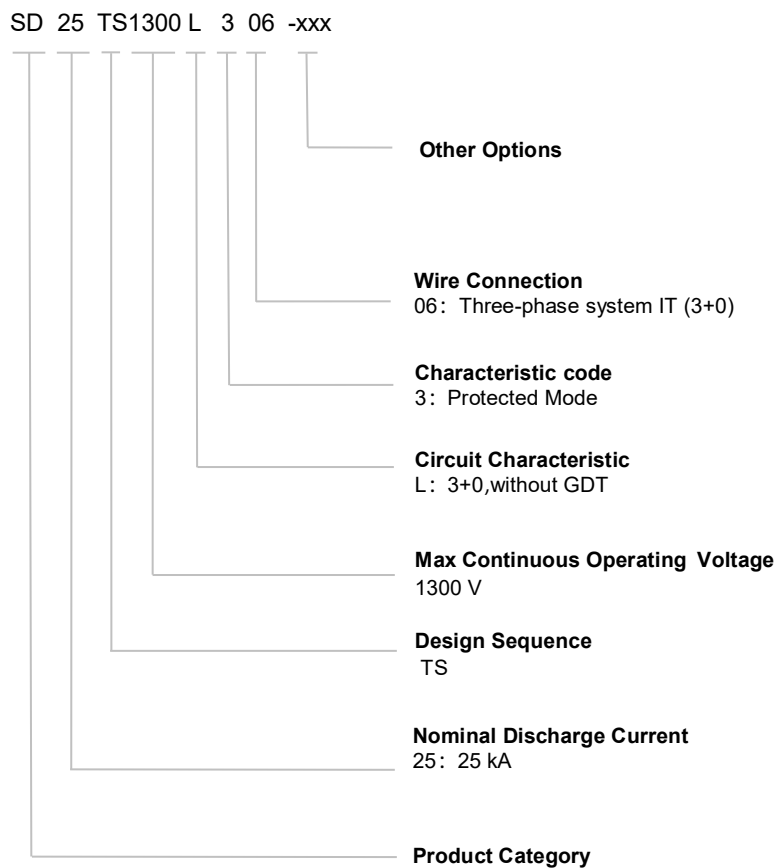 SD 25 TS1300 L 3 06 -xxx
Other Options
Wire Connection
06: Three-phase system IT (3+0)
Characteristic code
3: Protected Mode
Circuit Characteristic
L: 3+0,without GDT
Max Continuous Operating Voltage
1300 V
Design Sequence
TS
Nominal Discharge Current
25: 25 kA
Product Category